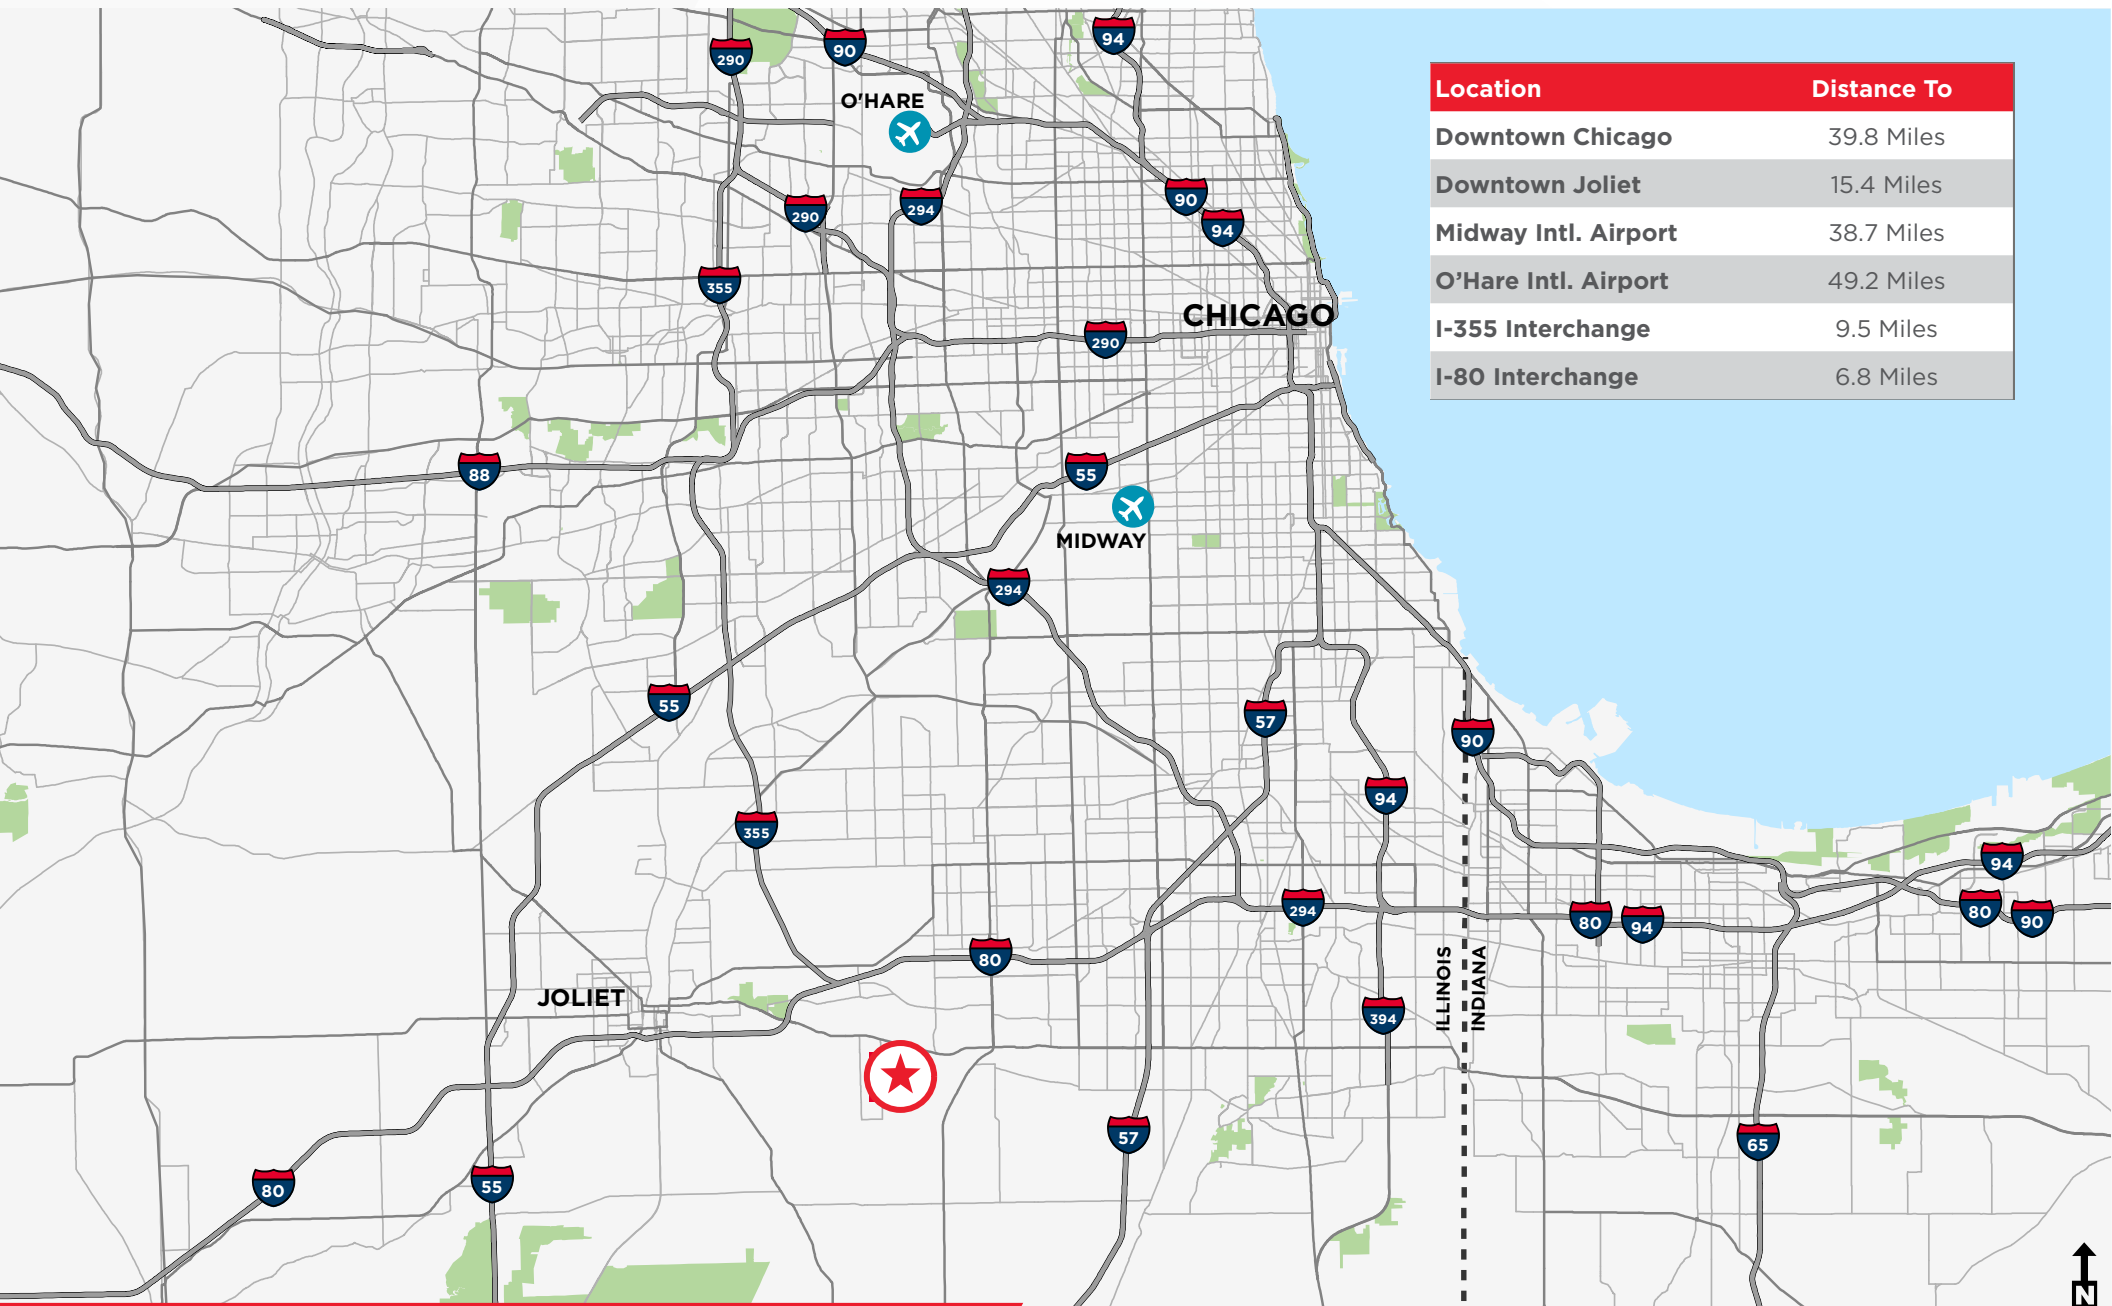 290
90
94
O'HARE
Location Distance To
Downtown Chicago 39.8 Miles
Downtown Joliet 15.4 Miles
Midway Intl. Airport 38.7 Miles
O’Hare Intl. Airport 49.2 Miles
I-355 Interchange 9.5 Miles
I-80 Interchange 6.8 Miles
290
294
90
94
355
CHICAGO
290
88
55
MIDWAY
294
55
57
90
94
355
94
294
80
94
80
90
80
ILLINOIS
INDIANA
JOLIET
394
57
65
80
55
N